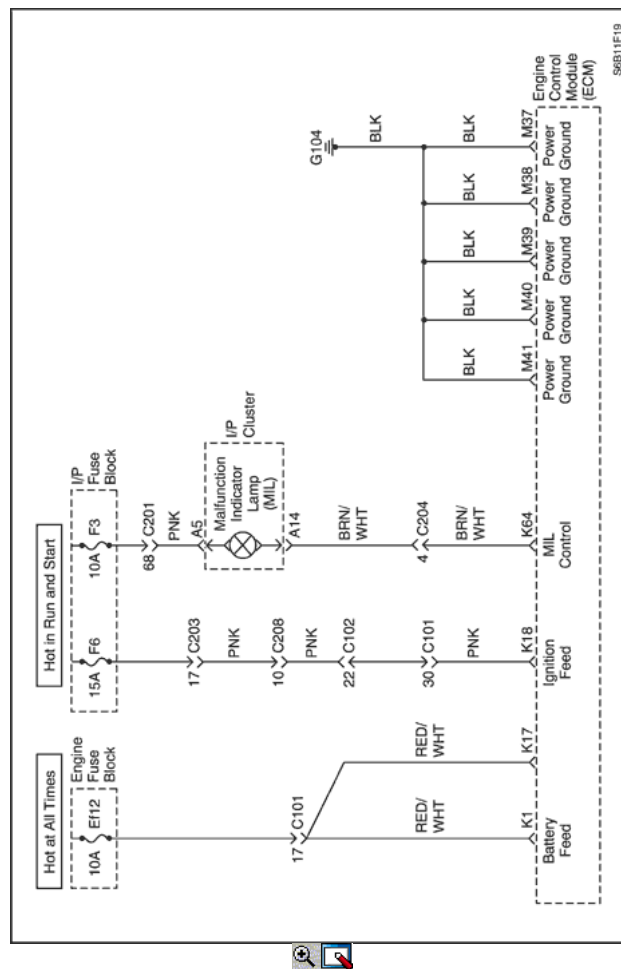 Hot at All Times
Hot in Run and Start
Engine
Fuse
Block
10A Ef12
I/P
Fuse
Block
15A F6
10A F3
68 C201
PNK
A5
I/P
Cluster
Malfunction
Indicator
Lamp
(MIL)
A14
BRN/
WHT
4 C204
BRN/
WHT
K64
MIL
Control
17 C203
PNK
10 C208
PNK
22 C102
30 C101
PNK
K18
Ignition
Feed
17 C101
RED/
WHT
RED/
WHT
K1
K17
Battery
Feed
G104
BLK
BLK
BLK
BLK
BLK
BLK
M41
M40
M39
M38
M37
Power
Ground
Power
Ground
Power
Ground
Power
Ground
Power
Ground
Engine
Control
Module
(ECM)
S6B11F19